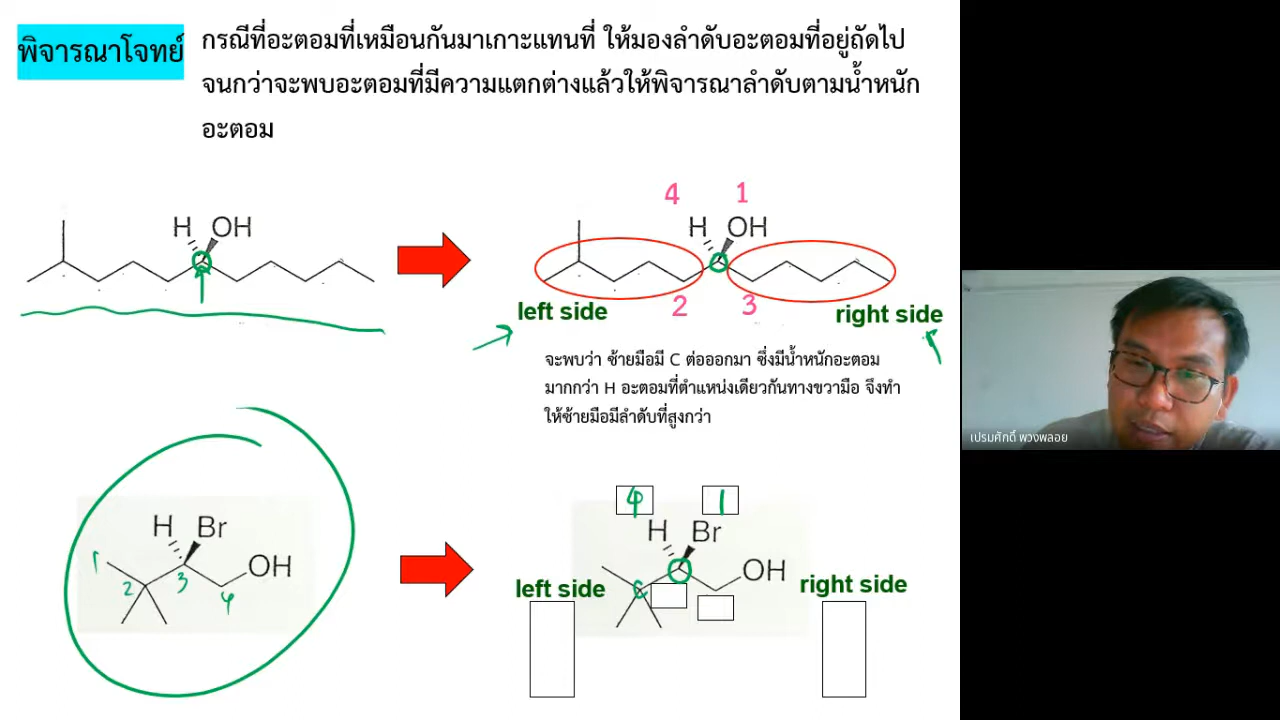 พิจารณาโจทย์
กรณีที่อะตอมที่เหมือนกันมาเกาะแทนที่ ให้มองลำดับอะตอมที่อยู่ถัดไป
จนกว่าจะพบอะตอมที่มีความแตกต่างแล้วให้พิจารณาลำดับตามน้ำหนัก
อะตอม
H OH
4 1
H OH
2 3
left side
right side
จะพบว่า ซ้ายมือมี C ต่อออกมา ซึ่งมีน้ำหนักอะตอม
มากกว่า H อะตอมที่ตำแหน่งเดียวกันทางขวามือ จึงทำ
ให้ซ้ายมือมีลำดับที่สูงกว่า
เปรมศักดิ์ พวงพลอย
H Br
OH
1 2 3 4
4 1
H Br
OH
C
left side
right side